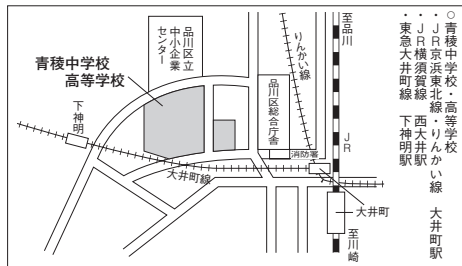 ○青稜中学校・高等学校
・JR京浜東北線・りんかい線 大井町駅
・JR横須賀線 西大井駅
・東急大井町線 下神明駅
至品川
りんかい線
品川区立
中小企業
センター
青稜中学校
高等学校
下神明
品川区総合庁舎
消防署
JR
大井町線
大井町
至川崎